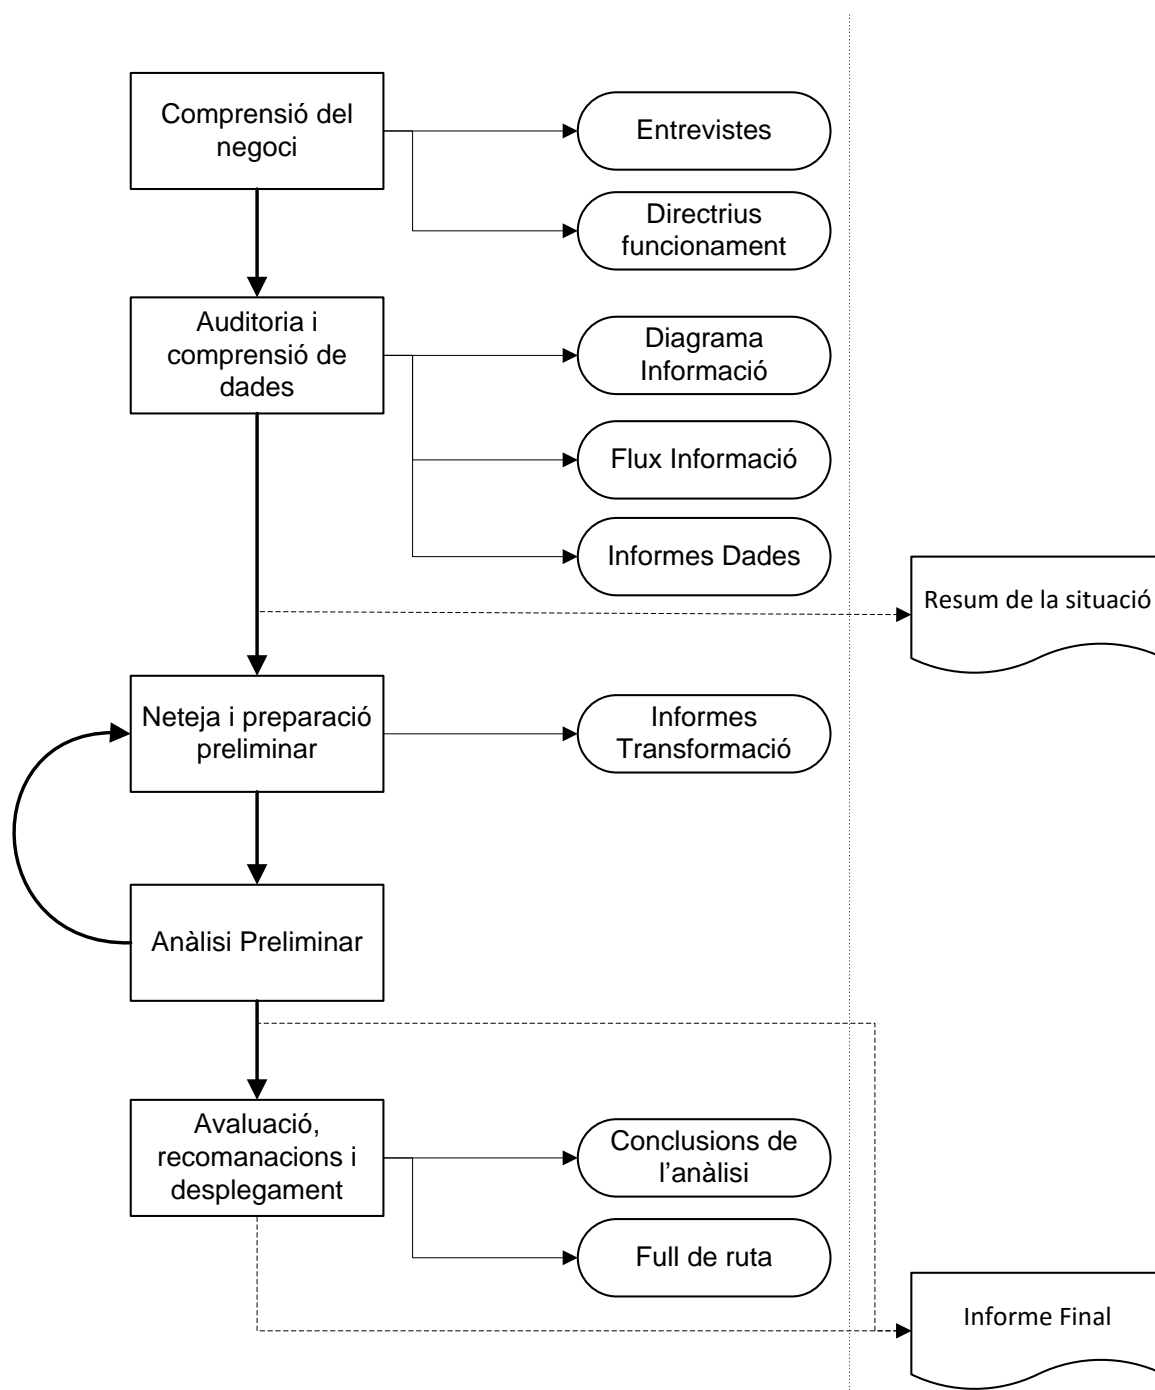 Comprensió del
negoci
Entrevistes
Directrius
funcionament
Auditoria i
comprensió de
dades
Diagrama
Informació
Flux Informació
Informes Dades
Resum de la situació
Neteja i preparació
preliminar
Informes
Transformació
Anàlisi Preliminar
Avaluació,
recomanacions i
desplegament
Conclusions de
l’anàlisi
Full de ruta
Informe Final